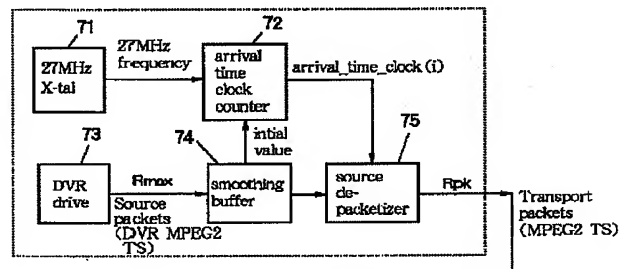 71
27MHz
X-tal
27MHz
frequency
72
arrival
time
clock
counter
arrival_time_clock (i)
intial
value
73
DVR
drive
Rmax
Source
packets
(DVR MPEG2
TS)
74
smoothing
buffer
75
source
de-
packetizer
Rpk
Transport
packets
(MPEG2 TS)